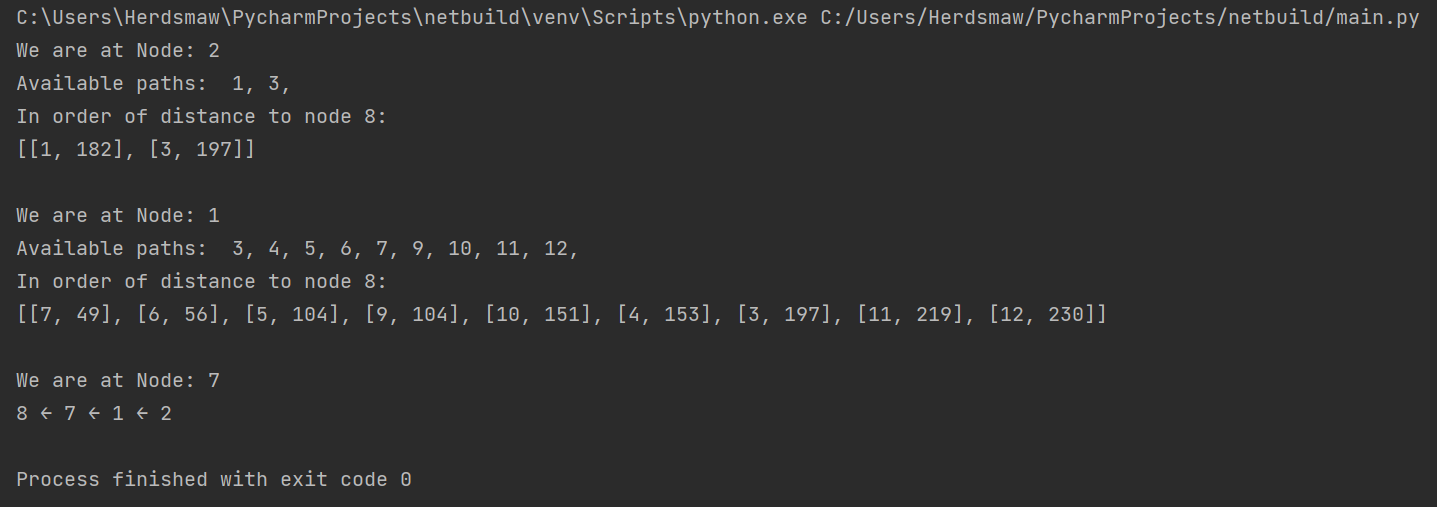 C:\Users\Herdsmaw\PycharmProjects\netbuild\venv\Scripts\python.exe C:/Users/Herdsmaw/PycharmProjects/netbuild/main.py
We are at Node: 2
Available paths:  1, 3,
In order of distance to node 8:
[[1, 182], [3, 197]]
We are at Node: 1
Available paths:  3, 4, 5, 6, 7, 9, 10, 11, 12,
In order of distance to node 8:
[[7, 49], [6, 56], [5, 104], [9, 104], [10, 151], [4, 153], [3, 197], [11, 219], [12, 230]]
We are at Node: 7
8 ← 7 ← 1 ← 2
Process finished with exit code 0